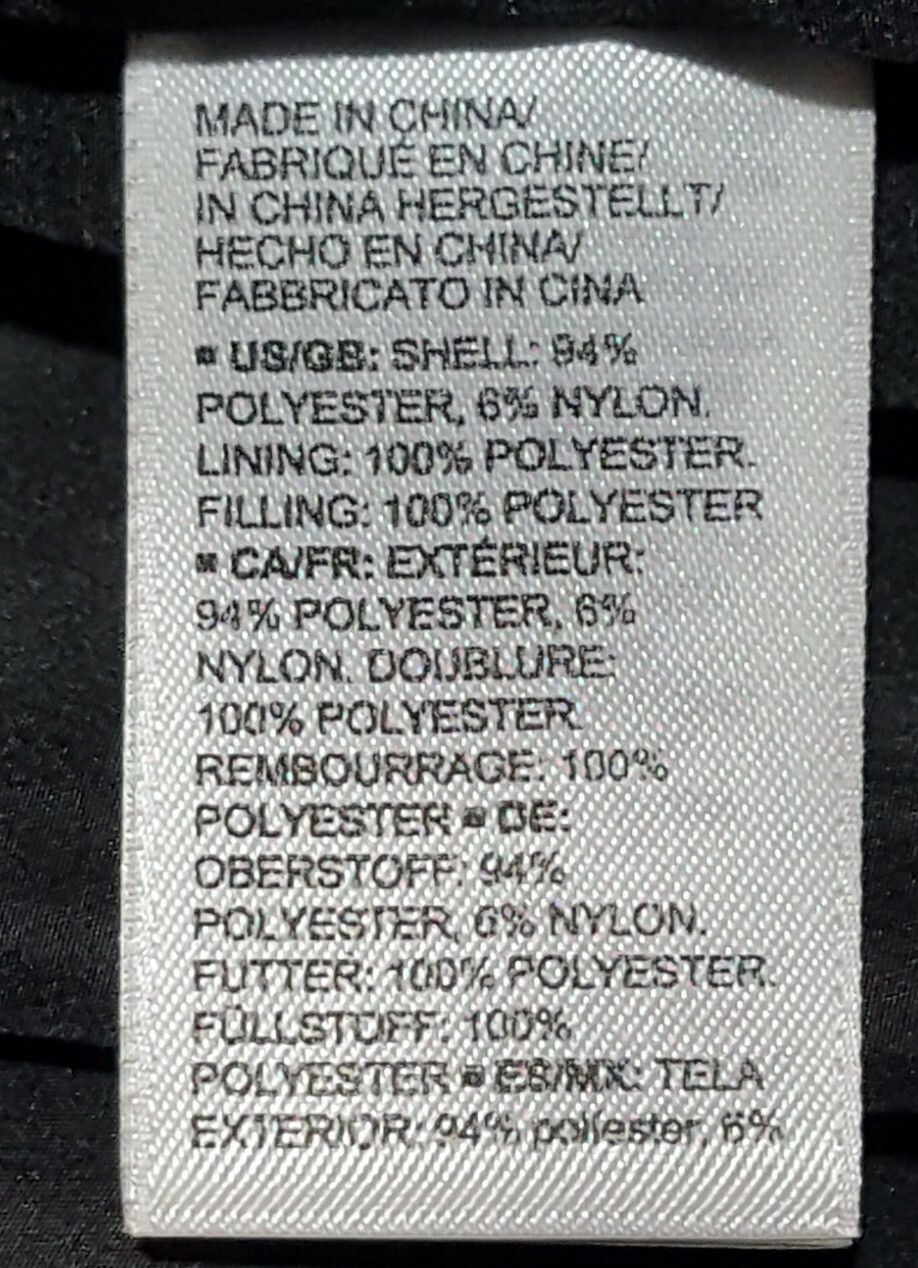 MADE IN CHINA/
FABRIQUÉ EN CHINE/
IN CHINA HERGESTELLT/
HECHO EN CHINA/
FABBRICATO IN CINA
▪ US/GB: SHELL: 94%
POLYESTER, 6% NYLON.
LINING: 100% POLYESTER.
FILLING: 100% POLYESTER
▪ CA/FR: EXTÉRIEUR:
94% POLYESTER, 6%
NYLON. DOUBLURE:
100% POLYESTER.
REMBOURRAGE: 100%
POLYESTER ▪ DE:
OBERSTOFF: 94%
POLYESTER, 6% NYLON.
FUTTER: 100% POLYESTER.
FÜLLSTOFF: 100%
POLYESTER ▪ ES/MX: TELA
EXTERIOR: 94% poliester, 6%